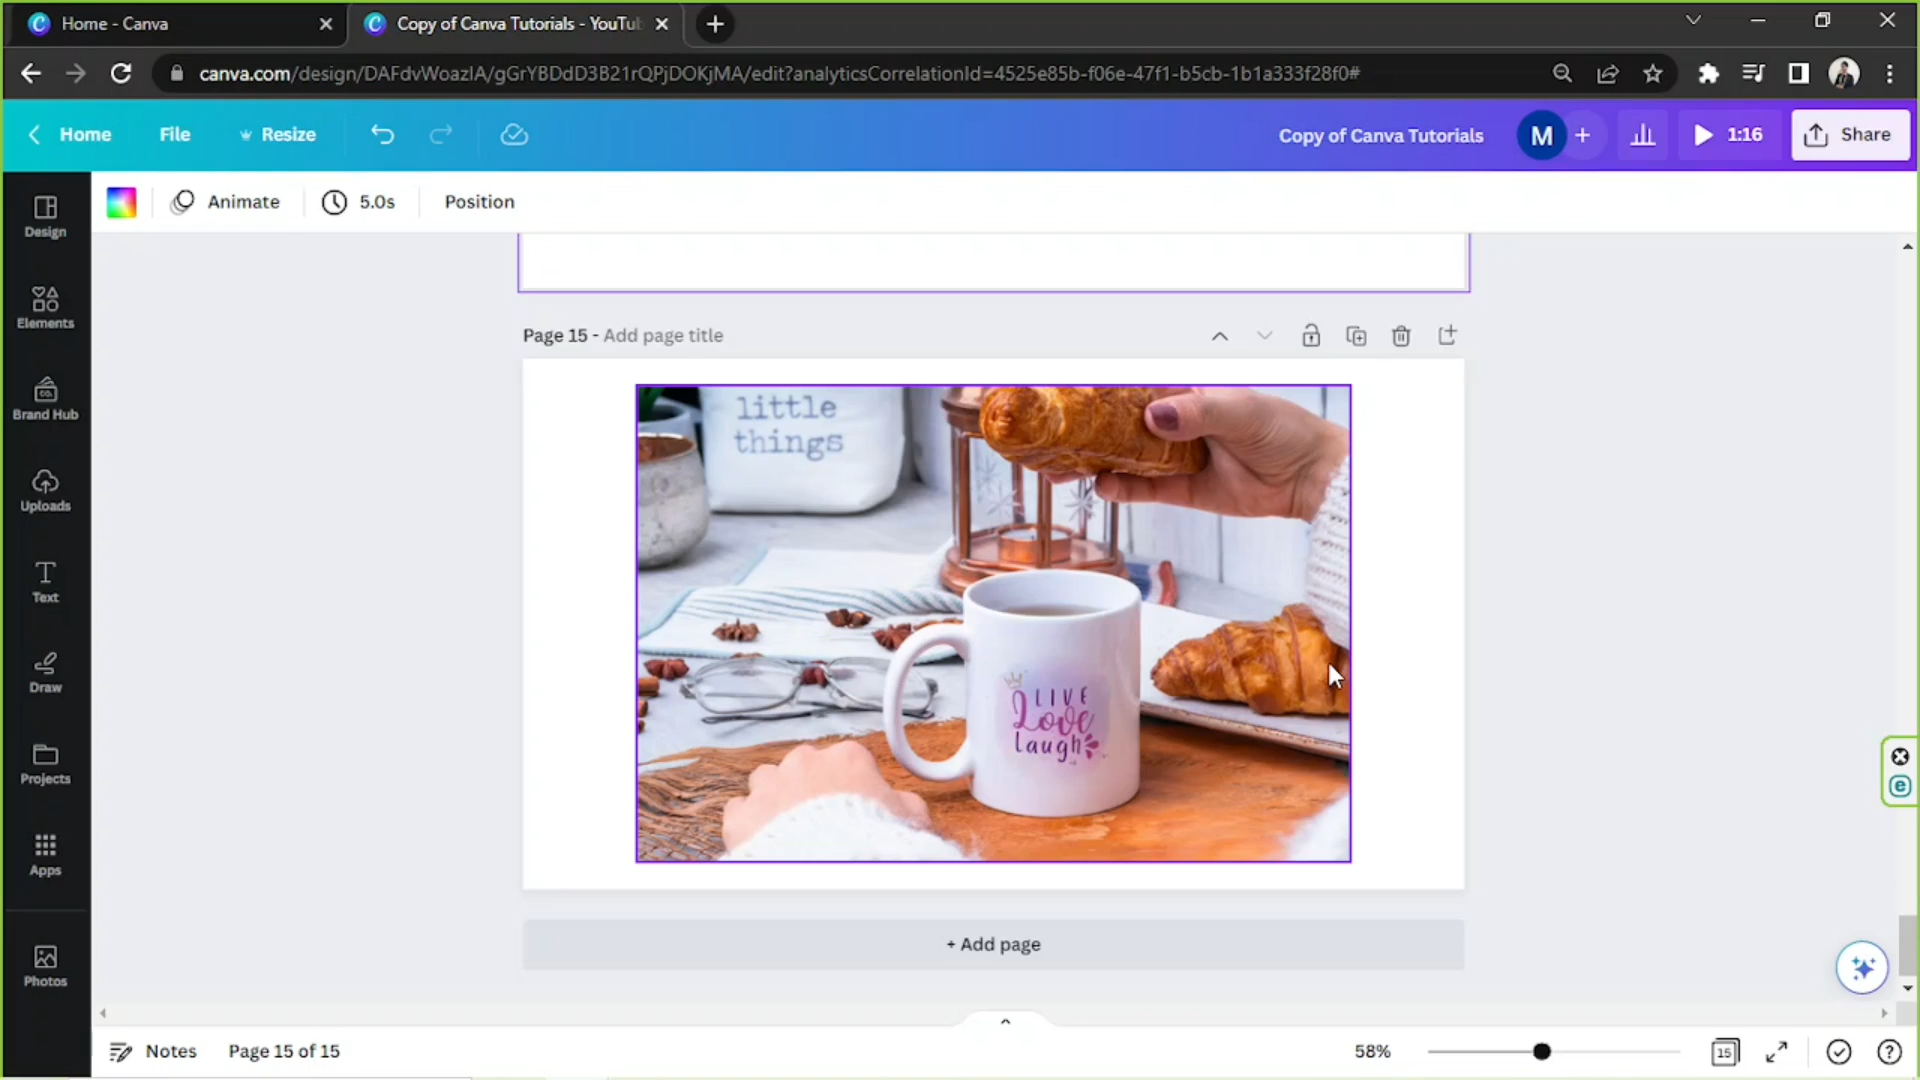 Home - Canva
Copy of Canva Tutorials - YouTub
canva.com/design/DAFdvWoazIA/gGrYBDdD3B21rQPjDOKjMA/edit?analyticsCorrelationId=4525e85b-f06e-47f1-b5cb-1b1a333f28f0#
Home
File
Resize
Copy of Canva Tutorials
M
+
1:16
Share
Animate
5.0s
Position
Design
Elements
Brand Hub
Uploads
Text
Draw
Projects
Apps
Photos
Page 15 - Add page title
little
things
LIVE
Love
laugh
+ Add page
Notes
Page 15 of 15
58%
15